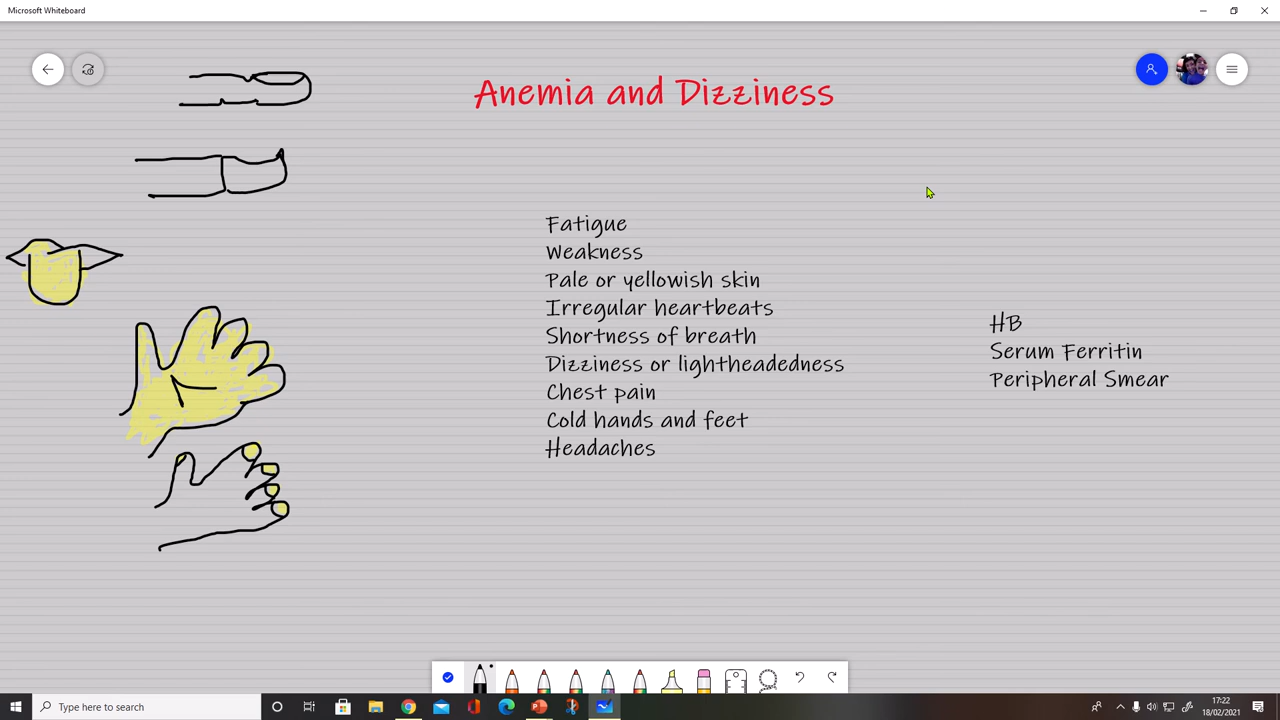 Microsoft Whiteboard
Anemia and Dizziness
Fatigue
Weakness
Pale or yellowish skin
Irregular heartbeats
Shortness of breath
Dizziness or lightheadedness
Chest pain
Cold hands and feet
Headaches
HB
Serum Ferritin
Peripheral Smear
Type here to search
17:22
18/02/2021